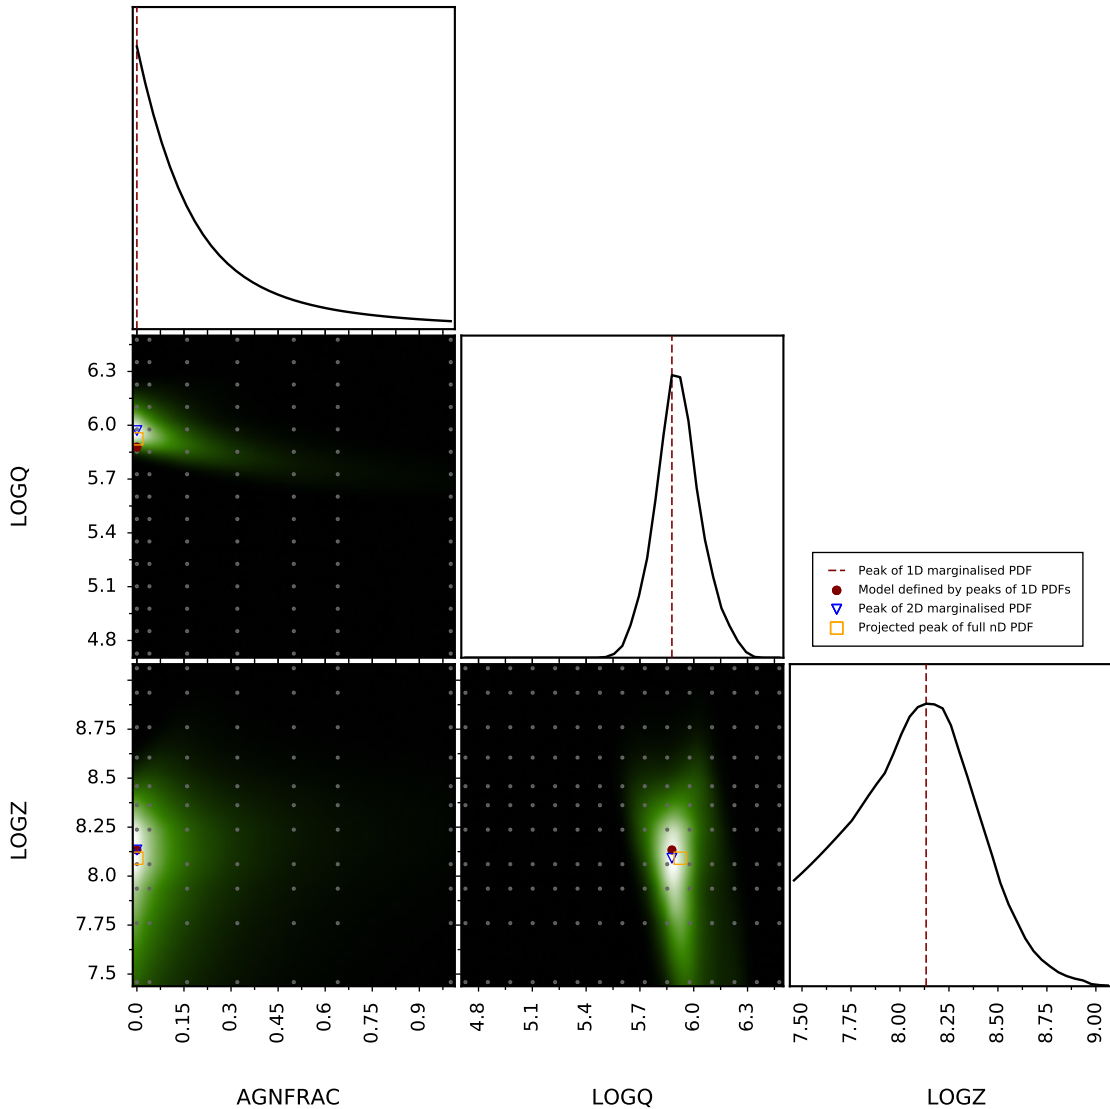 6.3
6.0
5.7
5.4
5.1
4.8
LOGQ
Peak of 1D marginalised PDF
Model defined by peaks of 1D PDFs
Peak of 2D marginalised PDF
Projected peak of full nD PDF
8.75
8.5
8.25
8.0
7.75
7.5
LOGZ
0.0 0.15 0.3 0.45 0.6 0.75 0.9
4.8 5.1 5.4 5.7 6.0 6.3
7.50 7.75 8.00 8.25 8.50 8.75 9.00
AGNFRAC LOGQ LOGZ